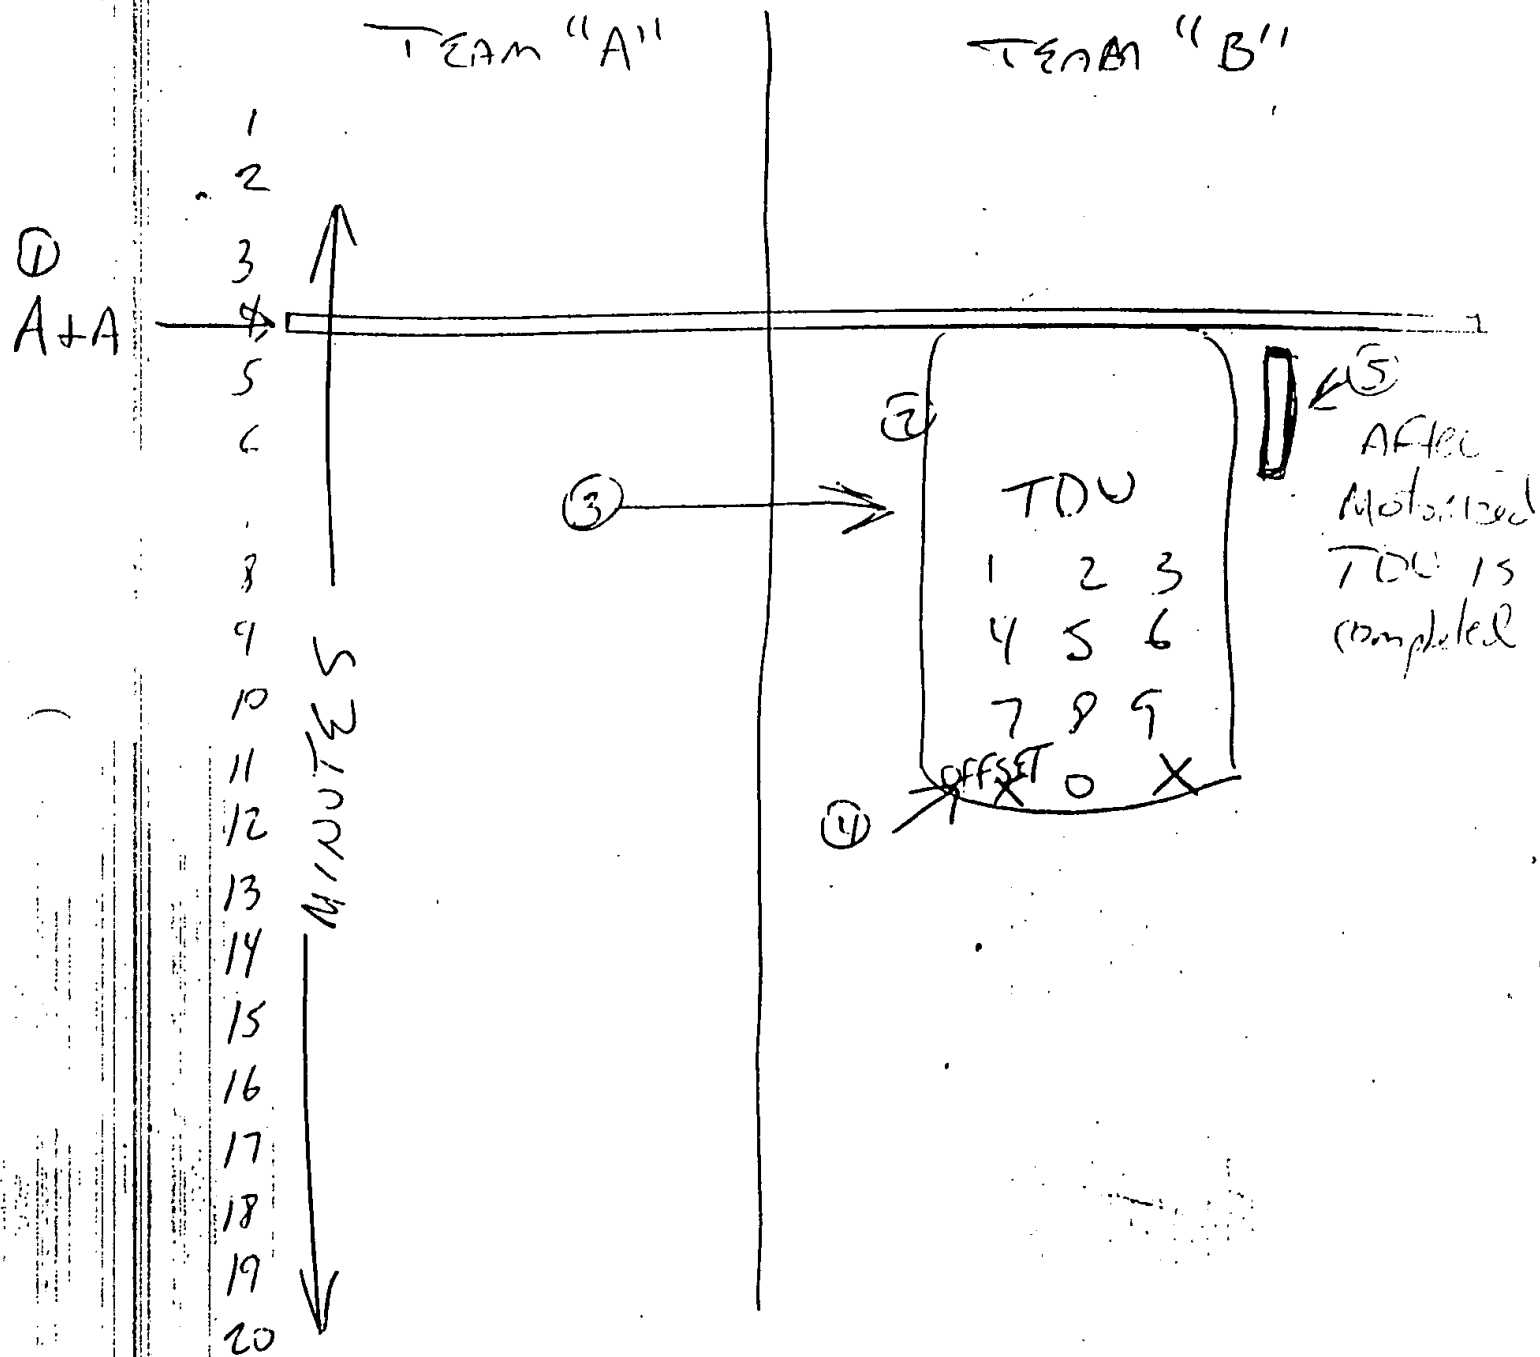 TEAM "A" TEAM "B"
1
2
①
3
A+A
4
5
⑤
②
6
After
Motorized
TDU is
completed
③
TDU
8
1 2 3
9
4 5 6
10
7 8 9
11
OFFSET
X 0 X
12
④
MINUTES
13
14
15
16
17
18
19
20